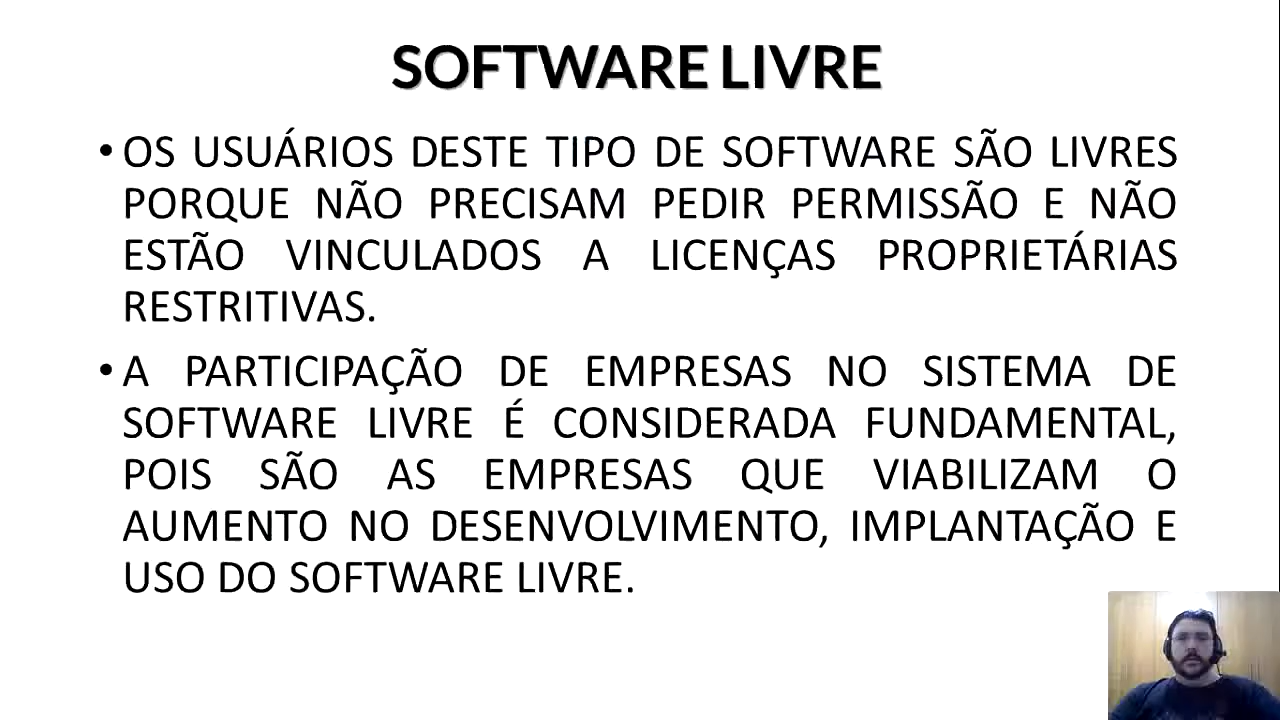 SOFTWARE LIVRE
• OS USUÁRIOS DESTE TIPO DE SOFTWARE SÃO LIVRES
PORQUE NÃO PRECISAM PEDIR PERMISSÃO E NÃO
ESTÃO VINCULADOS A LICENÇAS PROPRIETÁRIAS
RESTRITIVAS.
• A PARTICIPAÇÃO DE EMPRESAS NO SISTEMA DE
SOFTWARE LIVRE É CONSIDERADA FUNDAMENTAL,
POIS SÃO AS EMPRESAS QUE VIABILIZAM O
AUMENTO NO DESENVOLVIMENTO, IMPLANTAÇÃO E
USO DO SOFTWARE LIVRE.